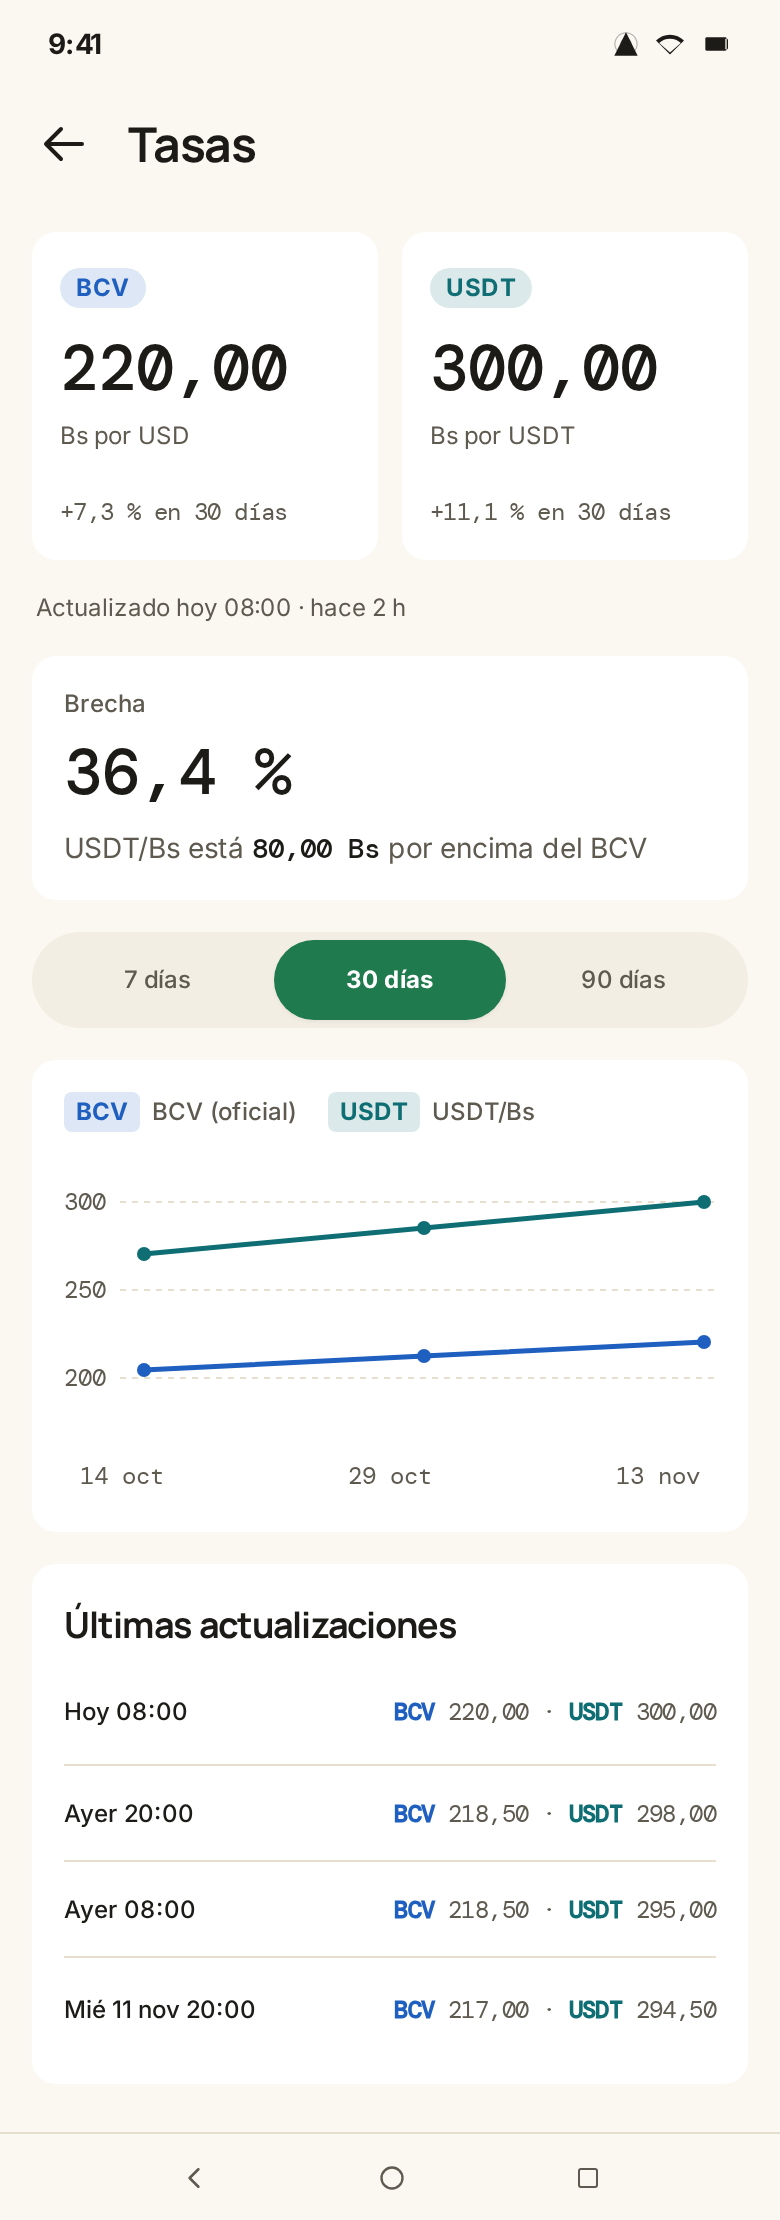 9:41
Tasas
BCV
220,00
Bs por USD
+7,3 % en 30 días
USDT
300,00
Bs por USDT
+11,1 % en 30 días
Actualizado hoy 08:00 · hace 2 h
Brecha
36,4 %
USDT/Bs está 80,00 Bs por encima del BCV
7 días
30 días
90 días
BCV BCV (oficial) USDT USDT/Bs
300
250
200
14 oct 29 oct 13 nov
Últimas actualizaciones
Hoy 08:00 BCV 220,00 · USDT 300,00
Ayer 20:00 BCV 218,50 · USDT 298,00
Ayer 08:00 BCV 218,50 · USDT 295,00
Mié 11 nov 20:00 BCV 217,00 · USDT 294,50